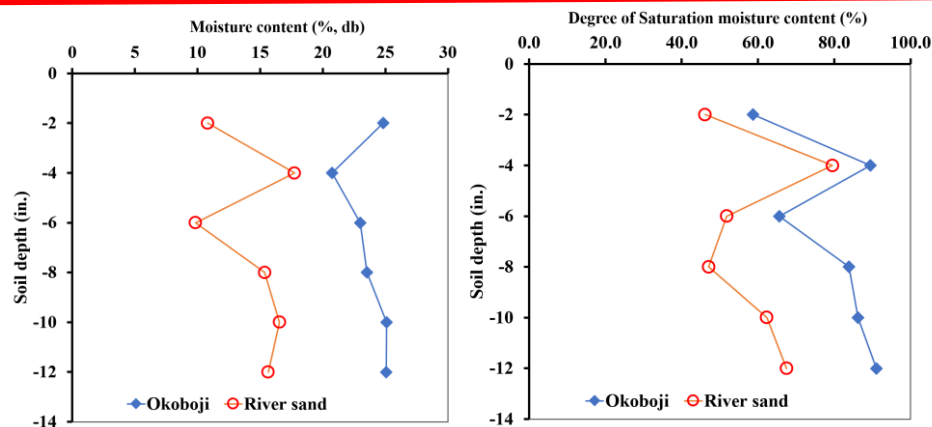 Moisture content (%, db)
0 5 10 15 20 25 30
0
-2
-4
-6
-8
-10
-12
-14
Soil depth (in.)
Okoboji River sand
Degree of Saturation moisture content (%)
0.0 20.0 40.0 60.0 80.0 100.0
0
-2
-4
-6
-8
-10
-12
-14
Soil depth (in.)
Okoboji River sand